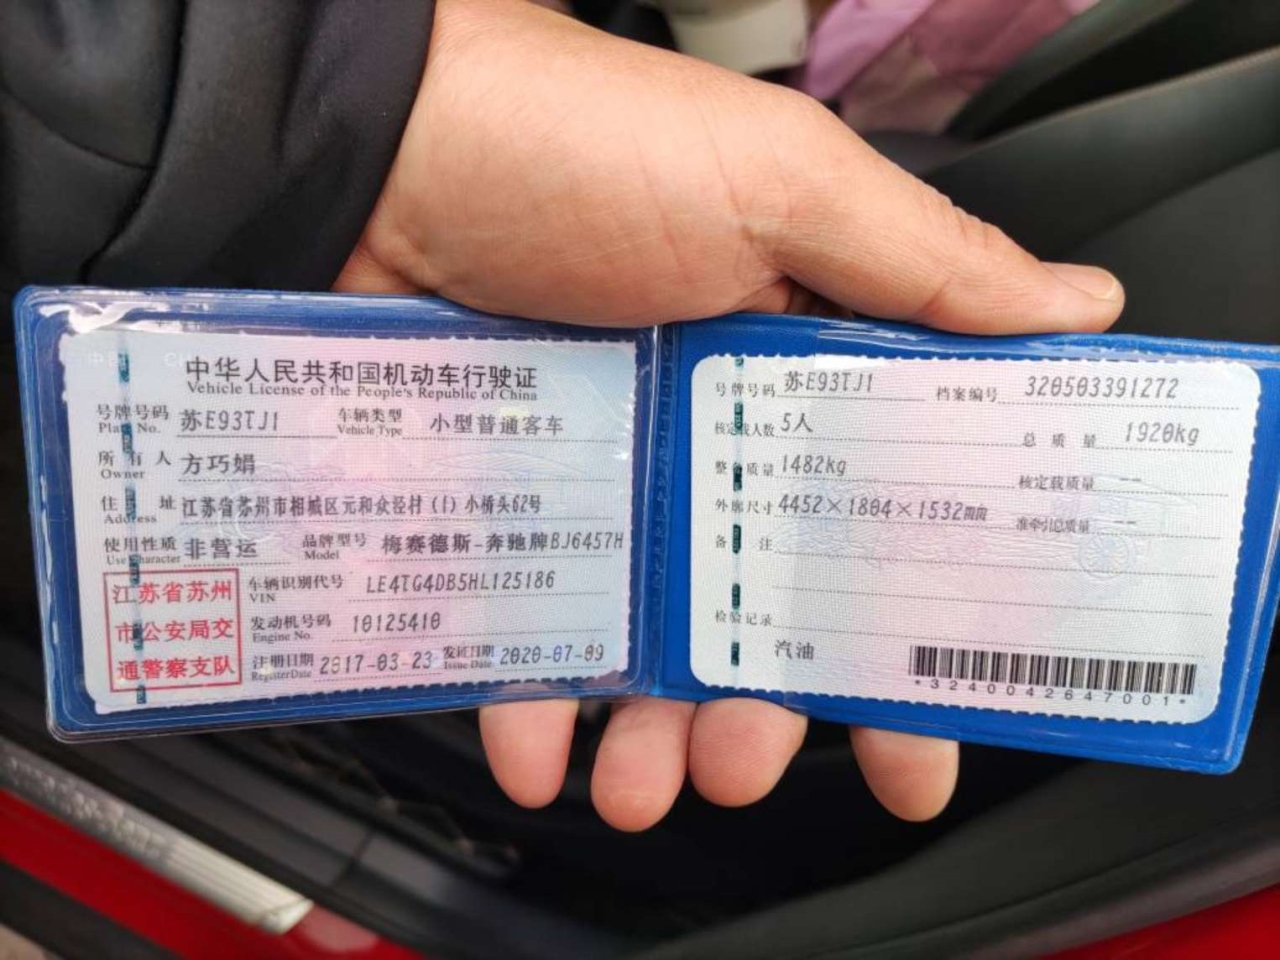 中华人民共和国机动车行驶证
Vehicle License of the People's Republic of China
号牌号码 苏E93TJ1 车辆类型 小型普通客车
Plate No. Vehicle Type
所有人 方巧娟
Owner
住址 江苏省苏州市相城区元和众泾村(1)小桥头62号
Address
使用性质 非营运 品牌型号 梅赛德斯-奔驰牌BJ6457H
Use Character Model
江苏省苏州
市公安局交
通警察支队
车辆识别代号 LE4TG4DB5HL125186
VIN
发动机号码 10125410
Engine No.
注册日期 2017-03-23 发证日期 2020-07-09
Register Date Issue Date
号牌号码 苏E93TJ1 档案编号 320503391272
核定载人数 5人 总质量 1920kg
整备质量 1482kg 核定载质量 --
外廓尺寸 4452×1804×1532mm 准牵引总质量 --
备注
检验记录
汽油
*3240042647001*